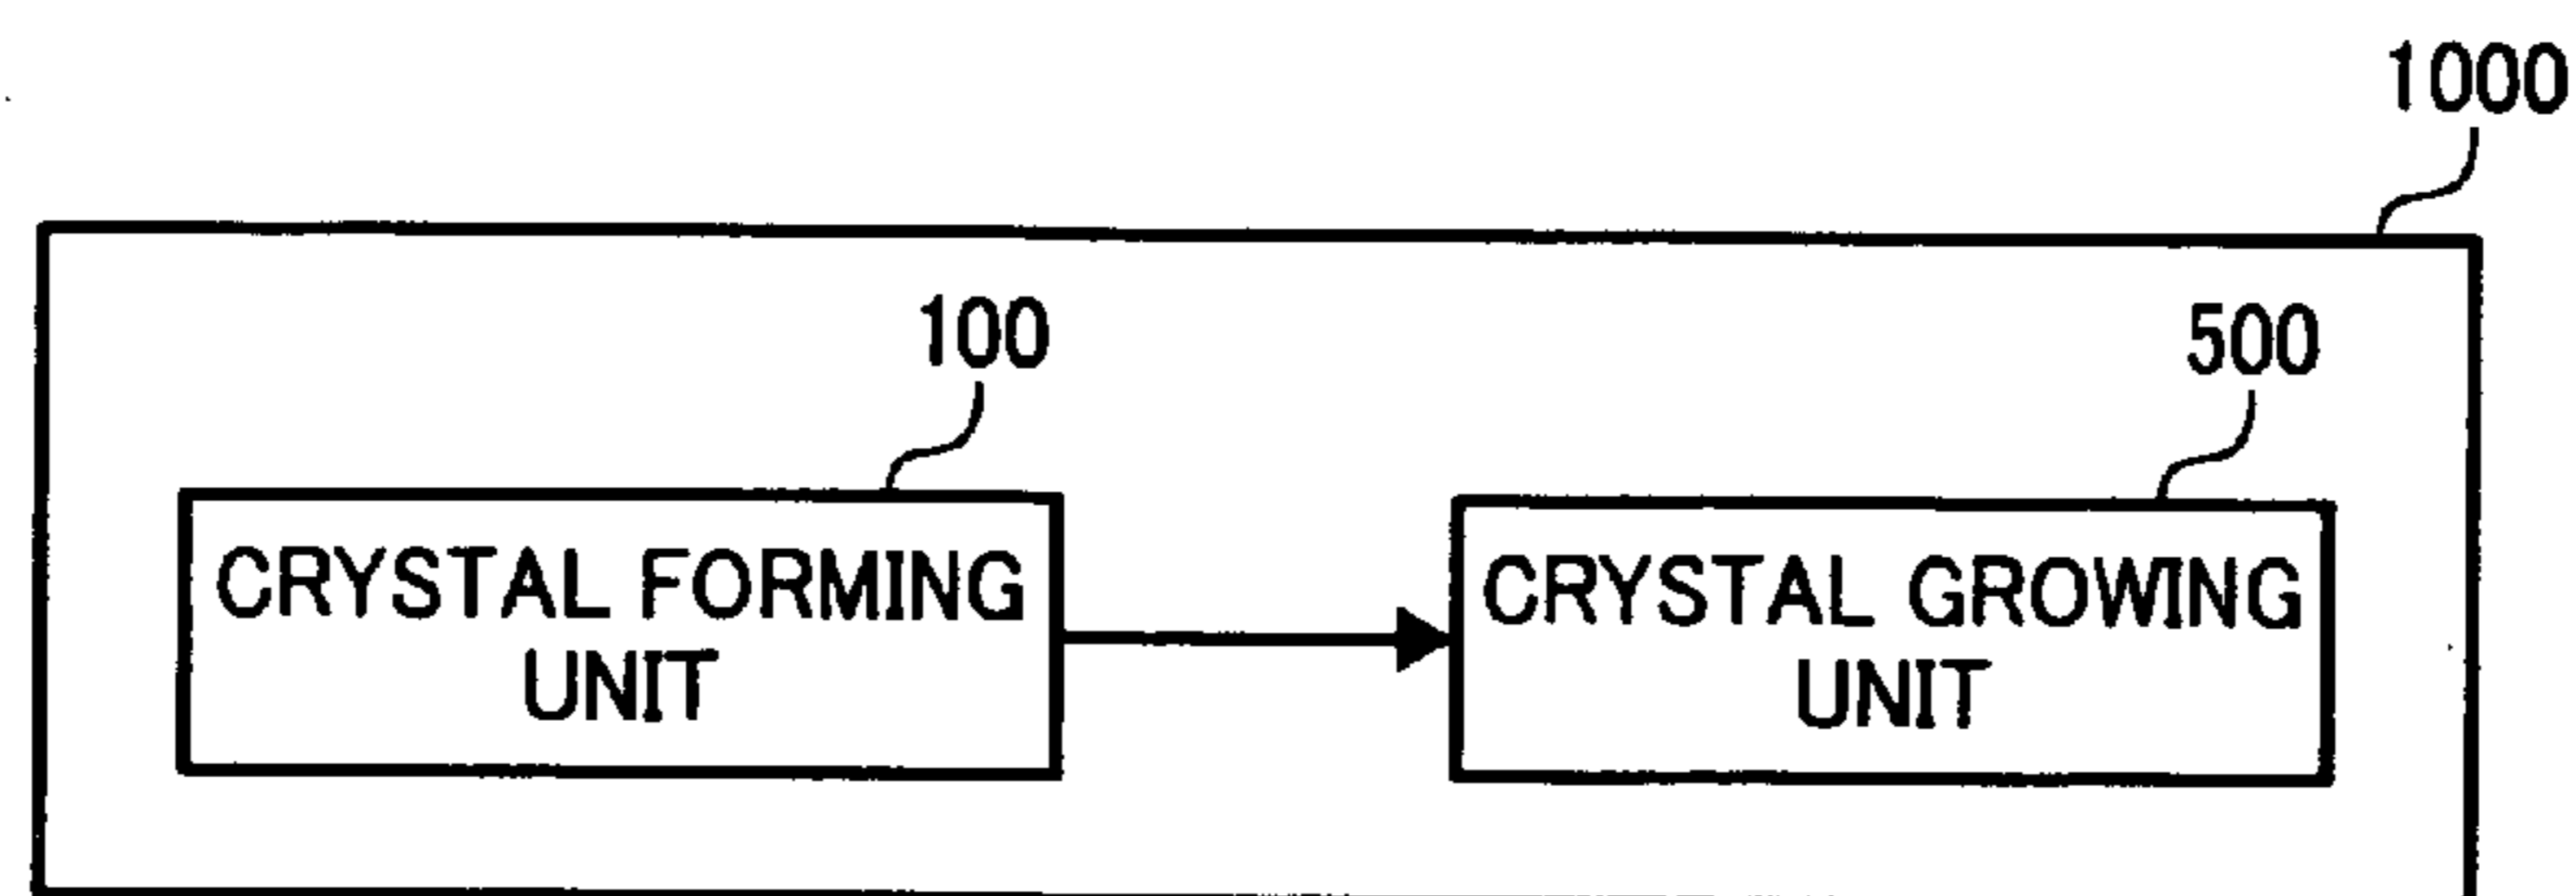 1000
100
500
CRYSTAL FORMING
UNIT
CRYSTAL GROWING
UNIT